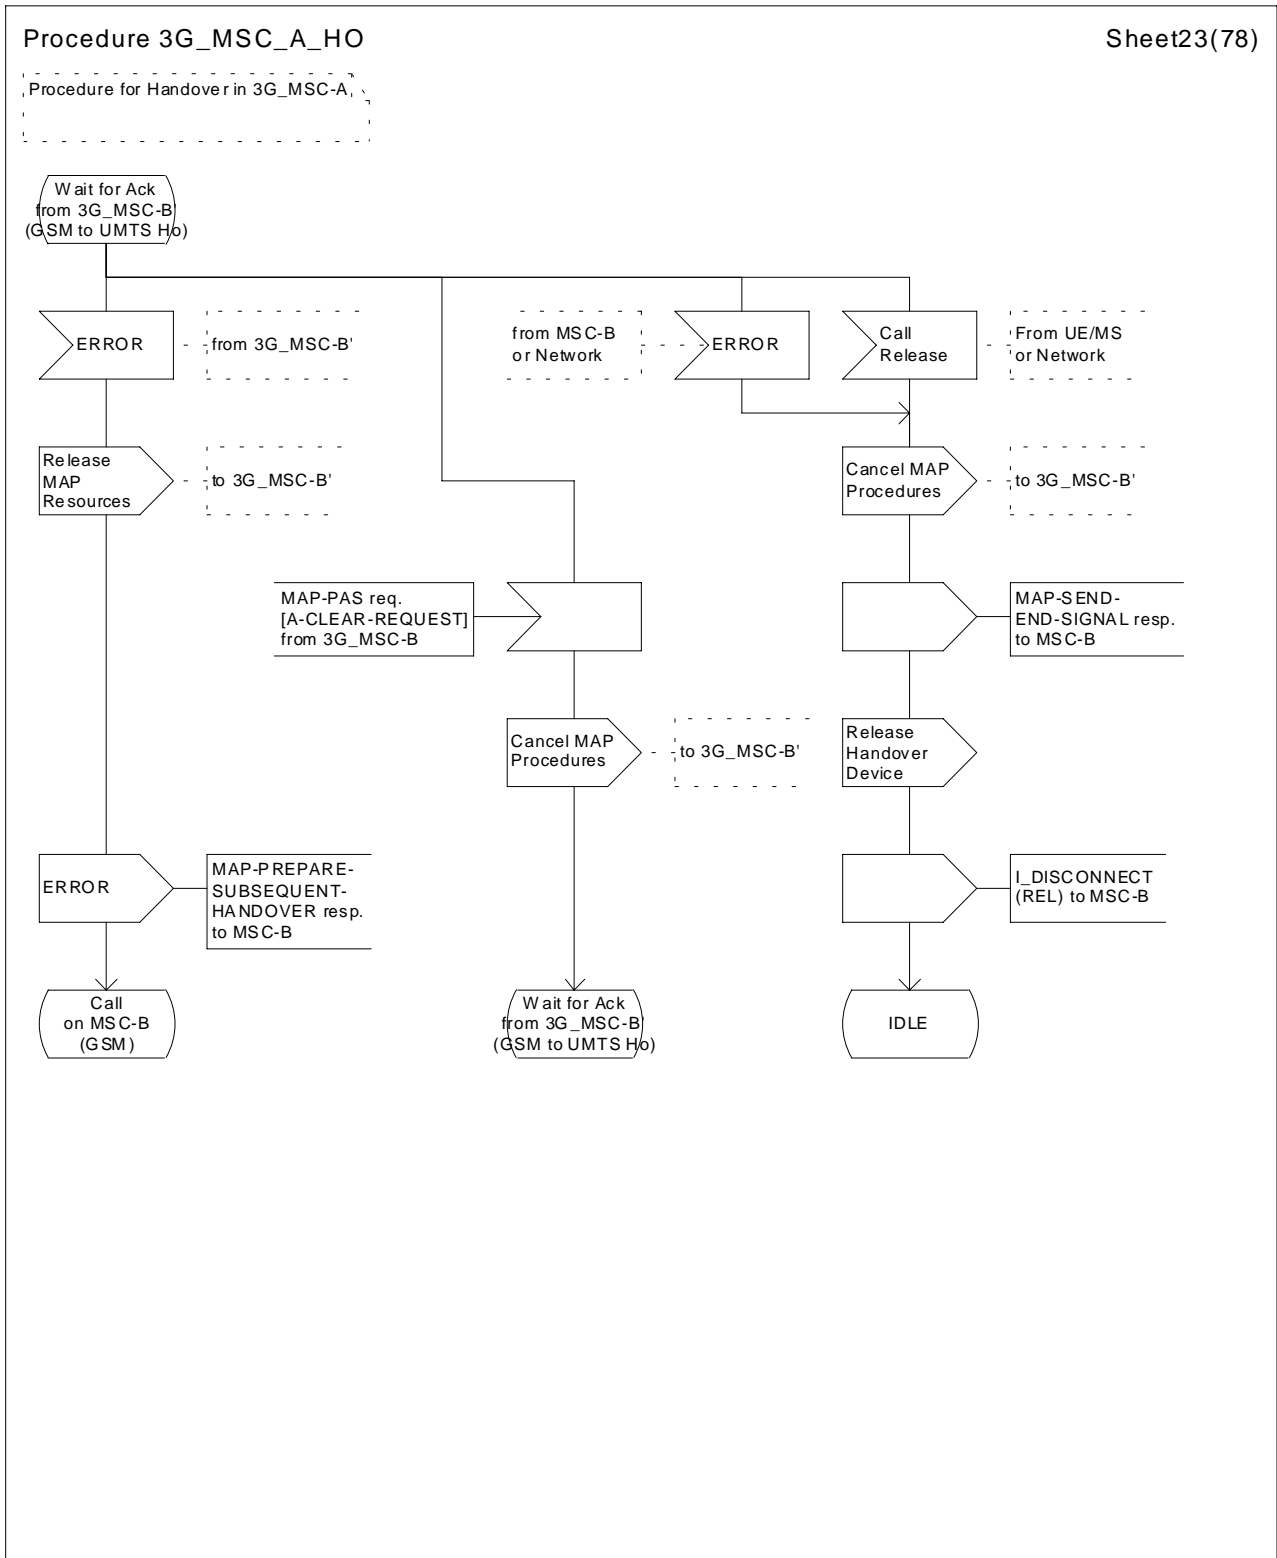 Procedure 3G_MSC_A_HO
Sheet23(78)
Procedure for Handover in 3G_MSC-A
Wait for Ack
from 3G_MSC-B'
(GSM to UMTS Ho)
ERROR
from 3G_MSC-B'
from MSC-B
or Network
ERROR
Call
Release
From UE/MS
or Network
Release
MAP
Resources
to 3G_MSC-B'
Cancel MAP
Procedures
to 3G_MSC-B'
MAP-PAS req.
[A-CLEAR-REQUEST]
from 3G_MSC-B
MAP-SEND-
END-SIGNAL resp.
to MSC-B
Cancel MAP
Procedures
to 3G_MSC-B'
Release
Handover
Device
ERROR
MAP-PREPARE-
SUBSEQUENT-
HANDOVER resp.
to MSC-B
I_DISCONNECT
(REL) to MSC-B
Call
on MSC-B
(GSM)
Wait for Ack
from 3G_MSC-B'
(GSM to UMTS Ho)
IDLE